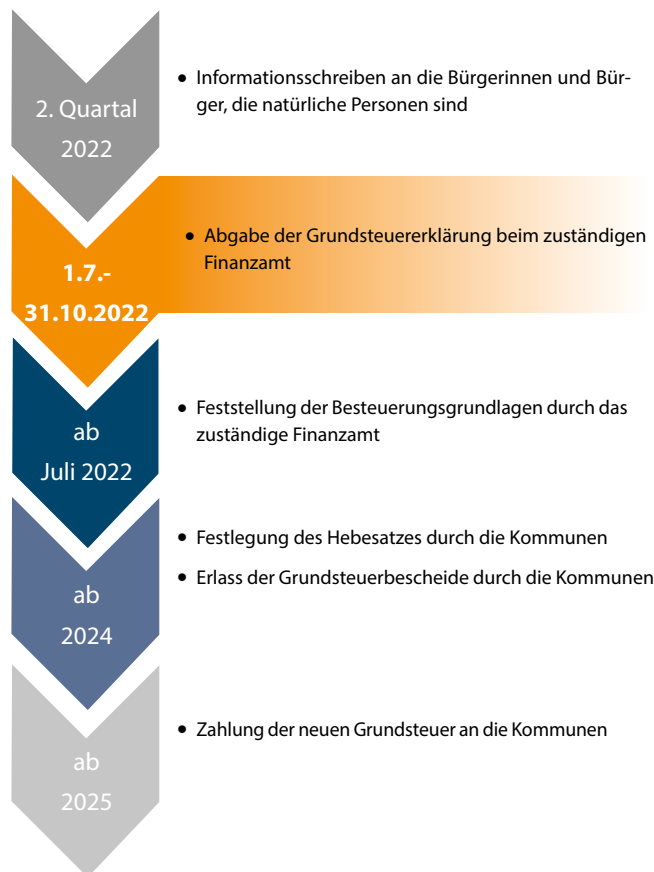 2. Quartal
2022
• Informationsschreiben an die Bürgerinnen und Bür-
ger, die natürliche Personen sind
1.7.-
31.10.2022
• Abgabe der Grundsteuererklärung beim zuständigen
Finanzamt
ab
Juli 2022
• Feststellung der Besteuerungsgrundlagen durch das
zuständige Finanzamt
ab
2024
• Festlegung des Hebesatzes durch die Kommunen
• Erlass der Grundsteuerbescheide durch die Kommunen
ab
2025
• Zahlung der neuen Grundsteuer an die Kommunen